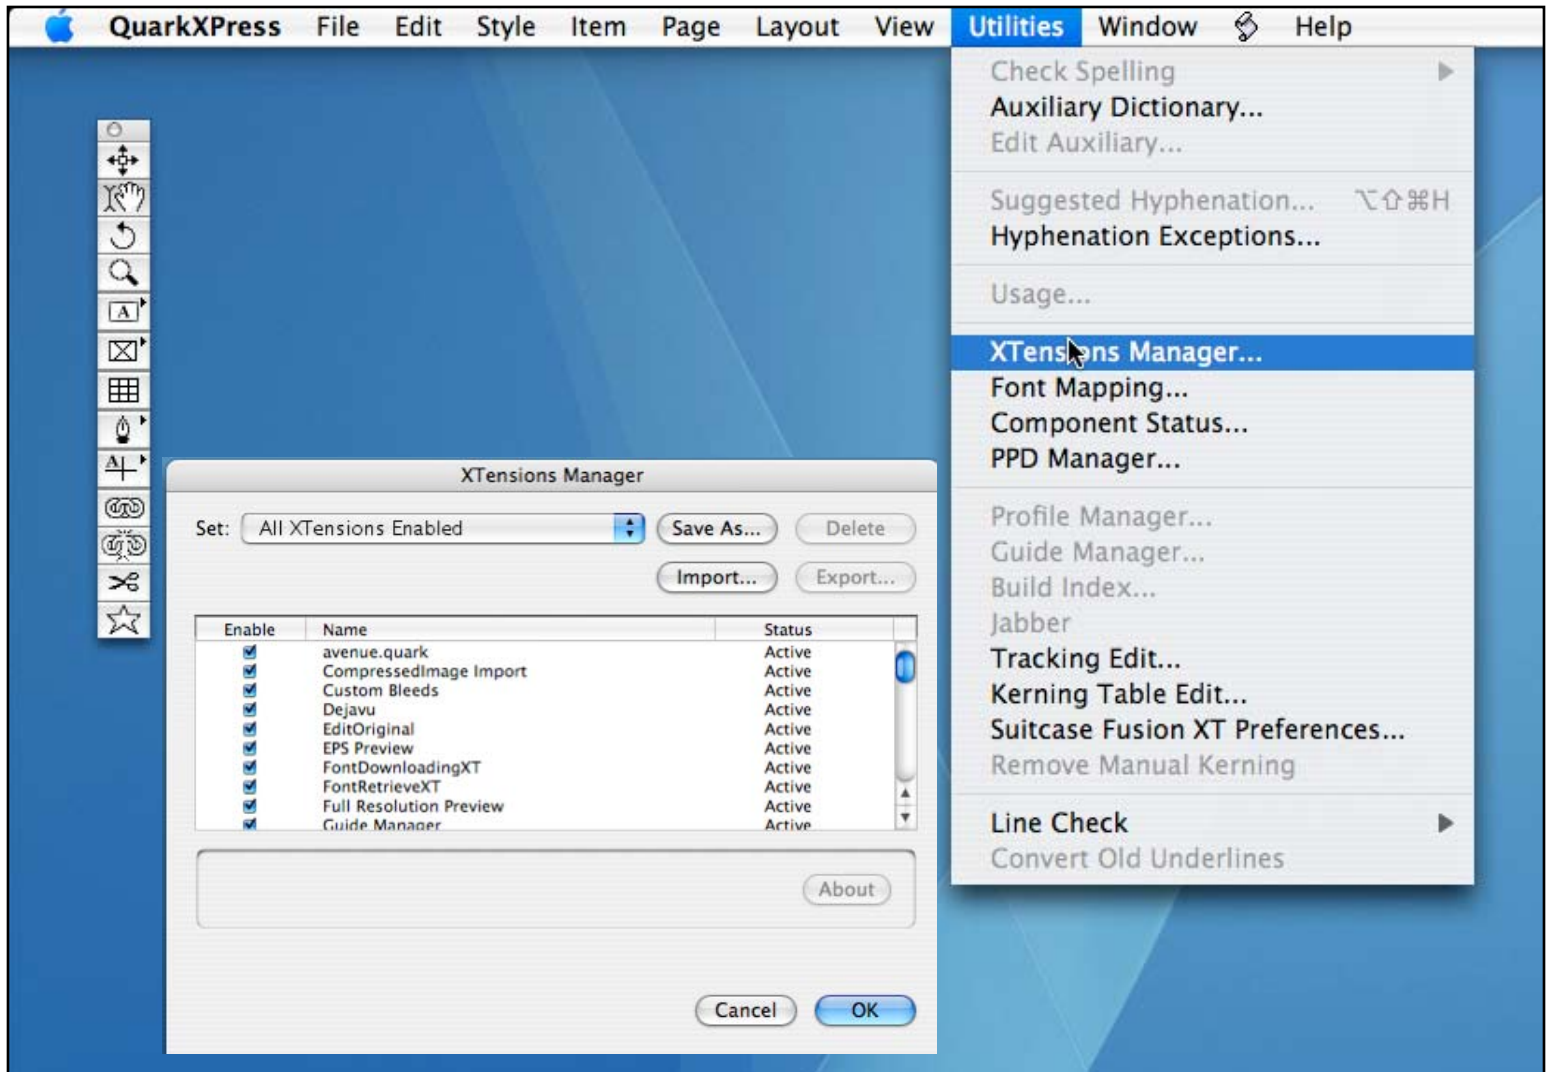 QuarkXPress File Edit Style Item Page Layout View Utilities Window Help
Check Spelling
Auxiliary Dictionary...
Edit Auxiliary...
Suggested Hyphenation... ⌥⇧⌘H
Hyphenation Exceptions...
Usage...
XTensions Manager...
Font Mapping...
Component Status...
PPD Manager...
Profile Manager...
Guide Manager...
Build Index...
Jabber
Tracking Edit...
Kerning Table Edit...
Suitcase Fusion XT Preferences...
Remove Manual Kerning
Line Check
Convert Old Underlines
A
A
XTensions Manager
Set: All XTensions Enabled Save As... Delete
Import... Export...
Enable Name Status
avenue.quark Active
CompressedImage Import Active
Custom Bleeds Active
Dejavu Active
EditOriginal Active
EPS Preview Active
FontDownloadingXT Active
FontRetrieveXT Active
Full Resolution Preview Active
Guide Manager Active
About
Cancel OK